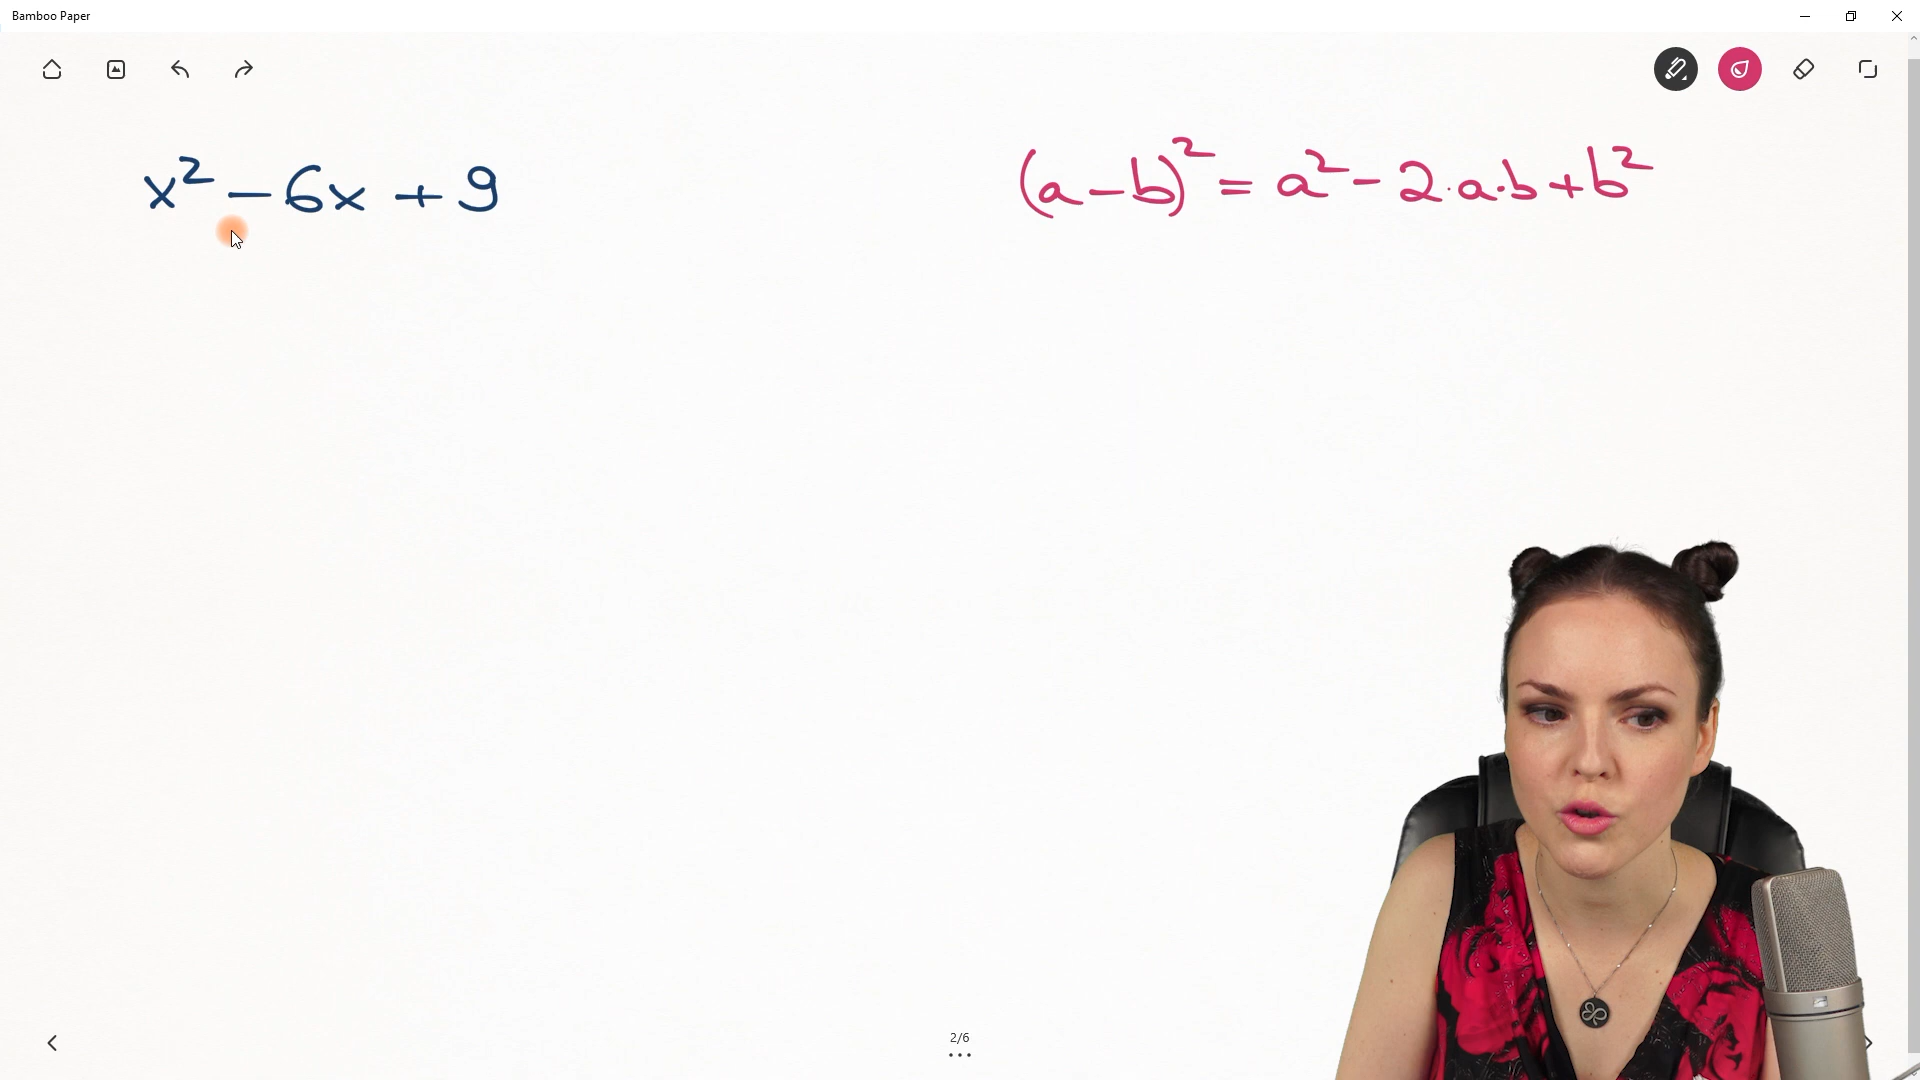 Bamboo Paper
x² - 6x + 9
(a - b)² = a² - 2·a·b + b²
2/6